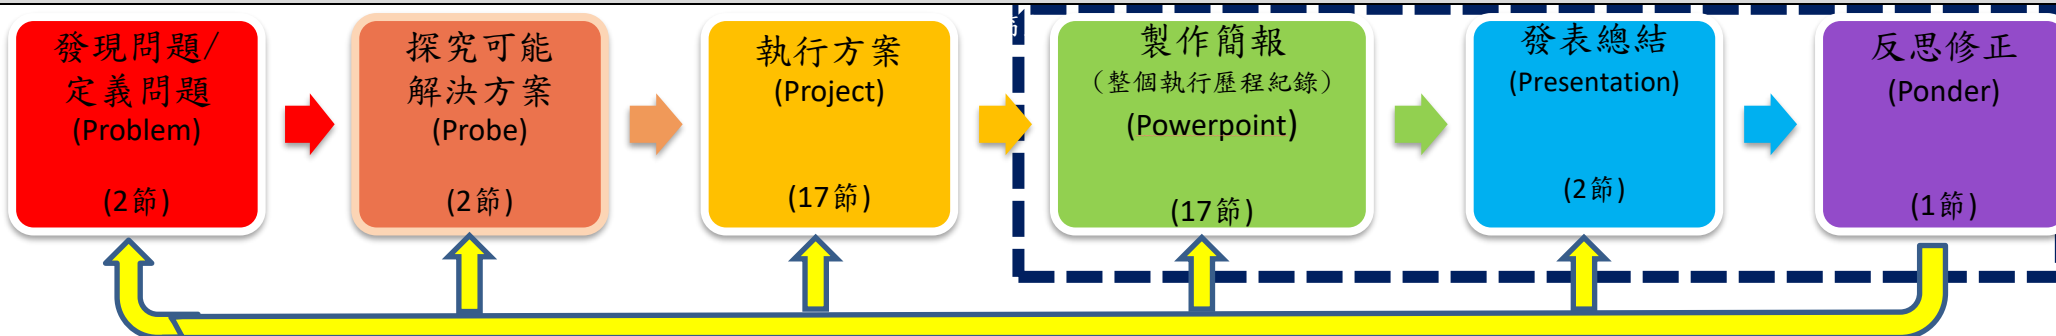 發現問題/
定義問題
(Problem)
(2節)
探究可能
解決方案
(Probe)
(2節)
執行方案
(Project)
(17節)
製作簡報
（整個執行歷程紀錄）
(Powerpoint)
(17節)
發表總結
(Presentation)
(2節)
反思修正
(Ponder)
(1節)